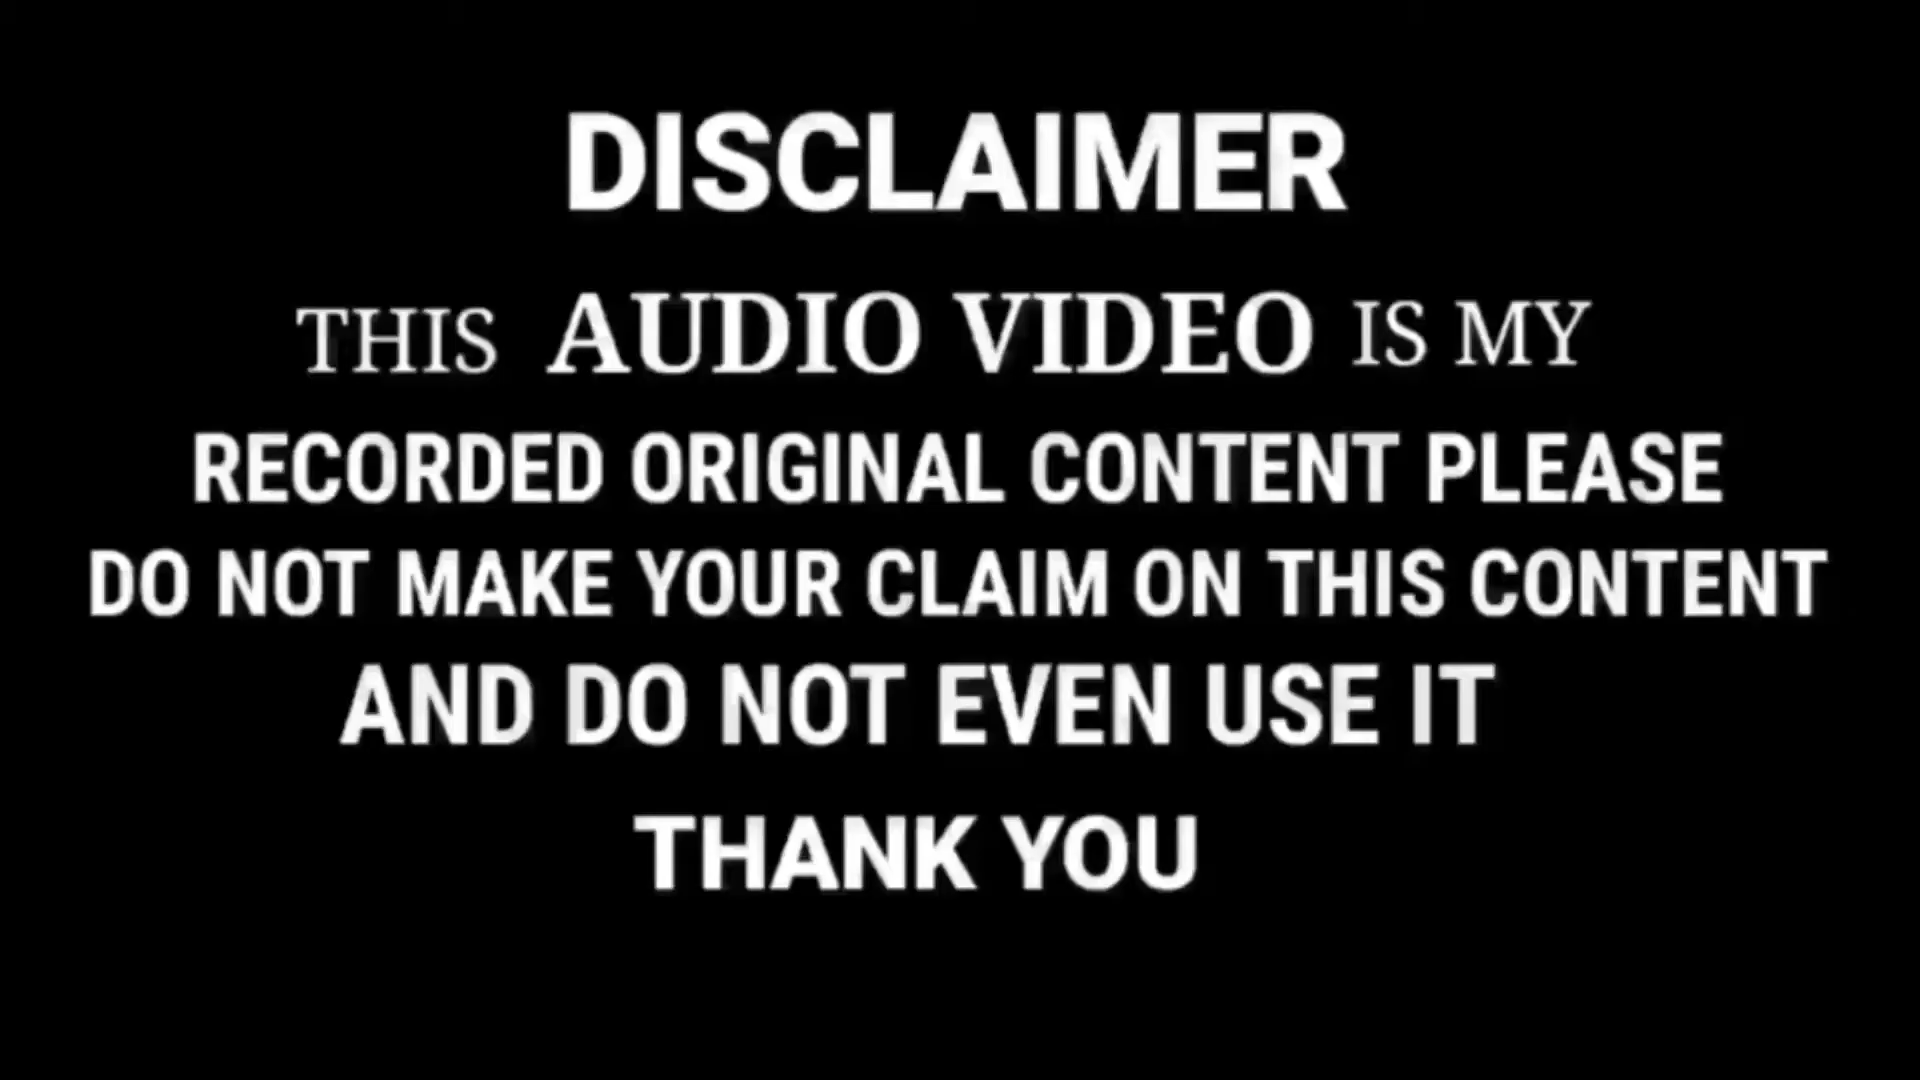 DISCLAIMER
THIS AUDIO VIDEO IS MY
RECORDED ORIGINAL CONTENT PLEASE
DO NOT MAKE YOUR CLAIM ON THIS CONTENT
AND DO NOT EVEN USE IT
THANK YOU